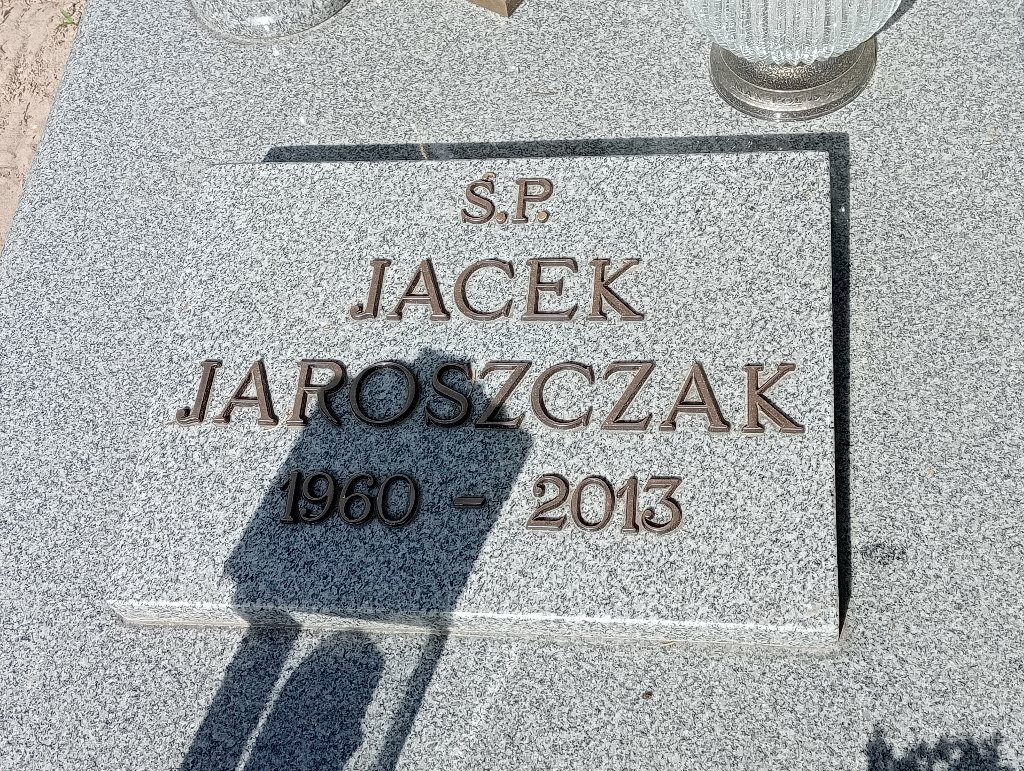 Ś.P.
JACEK
JAROSZCZAK
1960 - 2013